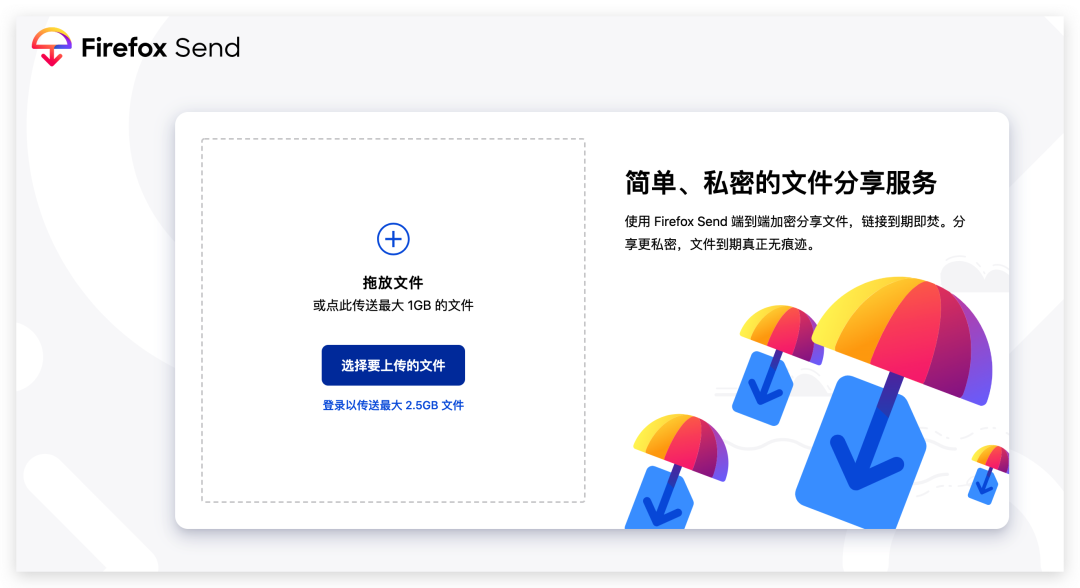 Firefox Send
拖放文件
或点此传送最大 1GB 的文件
选择要上传的文件
登录以传送最大 2.5GB 文件
简单、私密的文件分享服务
使用 Firefox Send 端到端加密分享文件，链接到期即焚。分
享更私密，文件到期真正无痕迹。